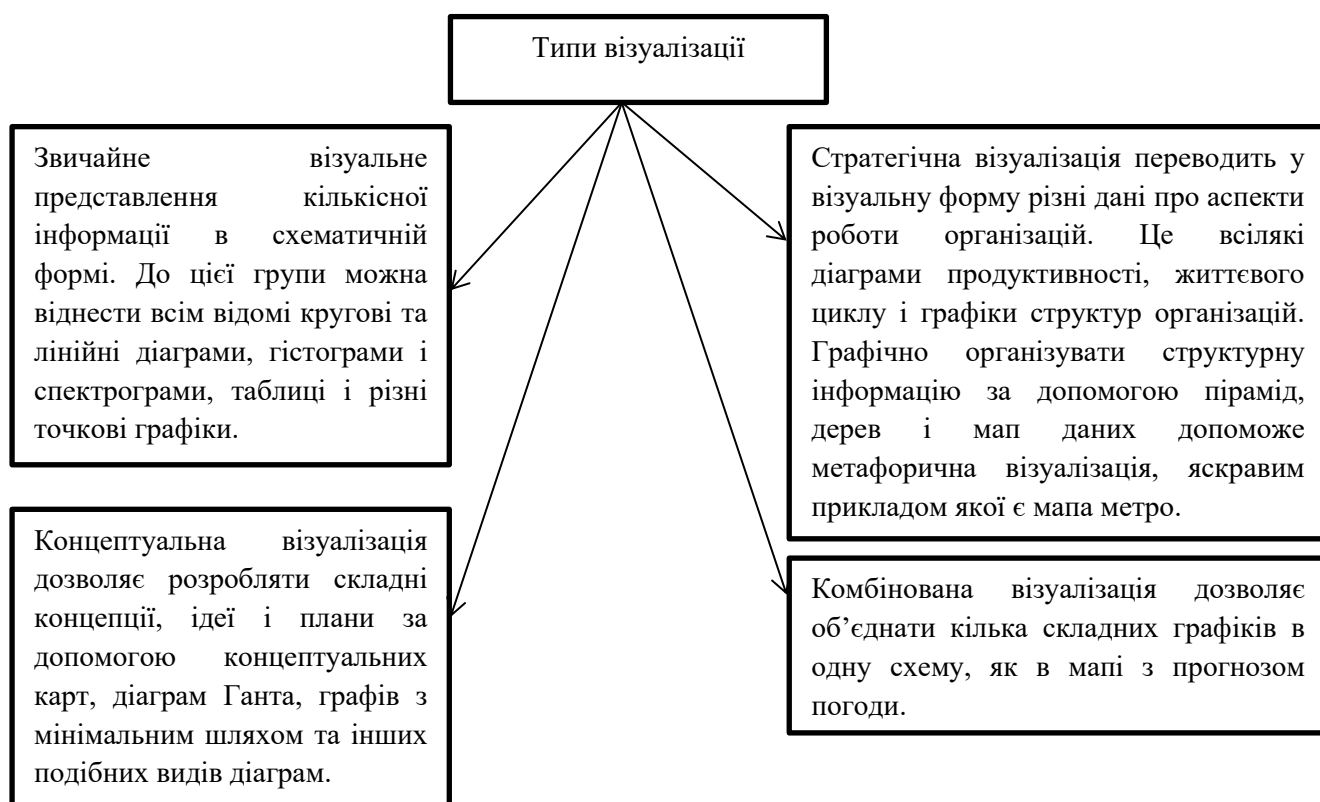 Типи візуалізації
Звичайне візуальне
представлення кількісної
інформації в схематичній
формі. До цієї групи можна
віднести всім відомі кругові та
лінійні діаграми, гістограми і
спектрограми, таблиці і різні
точкові графіки.
Стратегічна візуалізація переводить у
візуальну форму різні дані про аспекти
роботи організацій. Це всілякі
діаграми продуктивності, життєвого
циклу і графіки структур організацій.
Графічно організувати структурну
інформацію за допомогою пірамід,
дерев і мап даних допоможе
метафорична візуалізація, яскравим
прикладом якої є мапа метро.
Концептуальна візуалізація
дозволяє розробляти складні
концепції, ідеї і плани за
допомогою концептуальних
карт, діаграм Ганта, графів з
мінімальним шляхом та інших
подібних видів діаграм.
Комбінована візуалізація дозволяє
об’єднати кілька складних графіків в
одну схему, як в мапі з прогнозом
погоди.